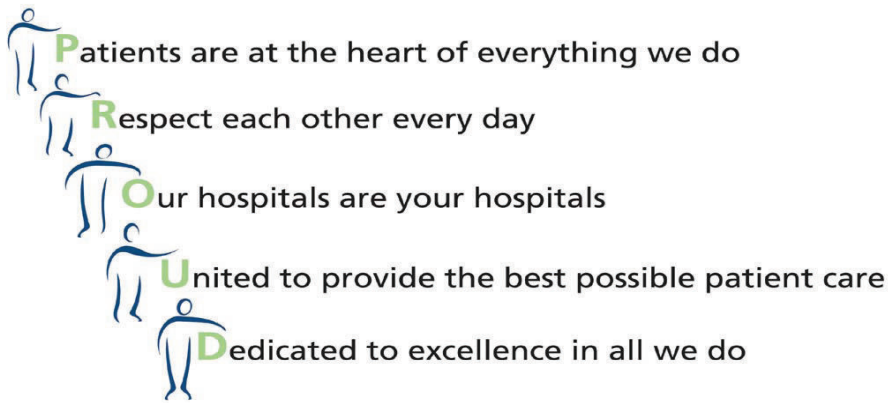 Patients are at the heart of everything we do
Respect each other every day
Our hospitals are your hospitals
United to provide the best possible patient care
Dedicated to excellence in all we do